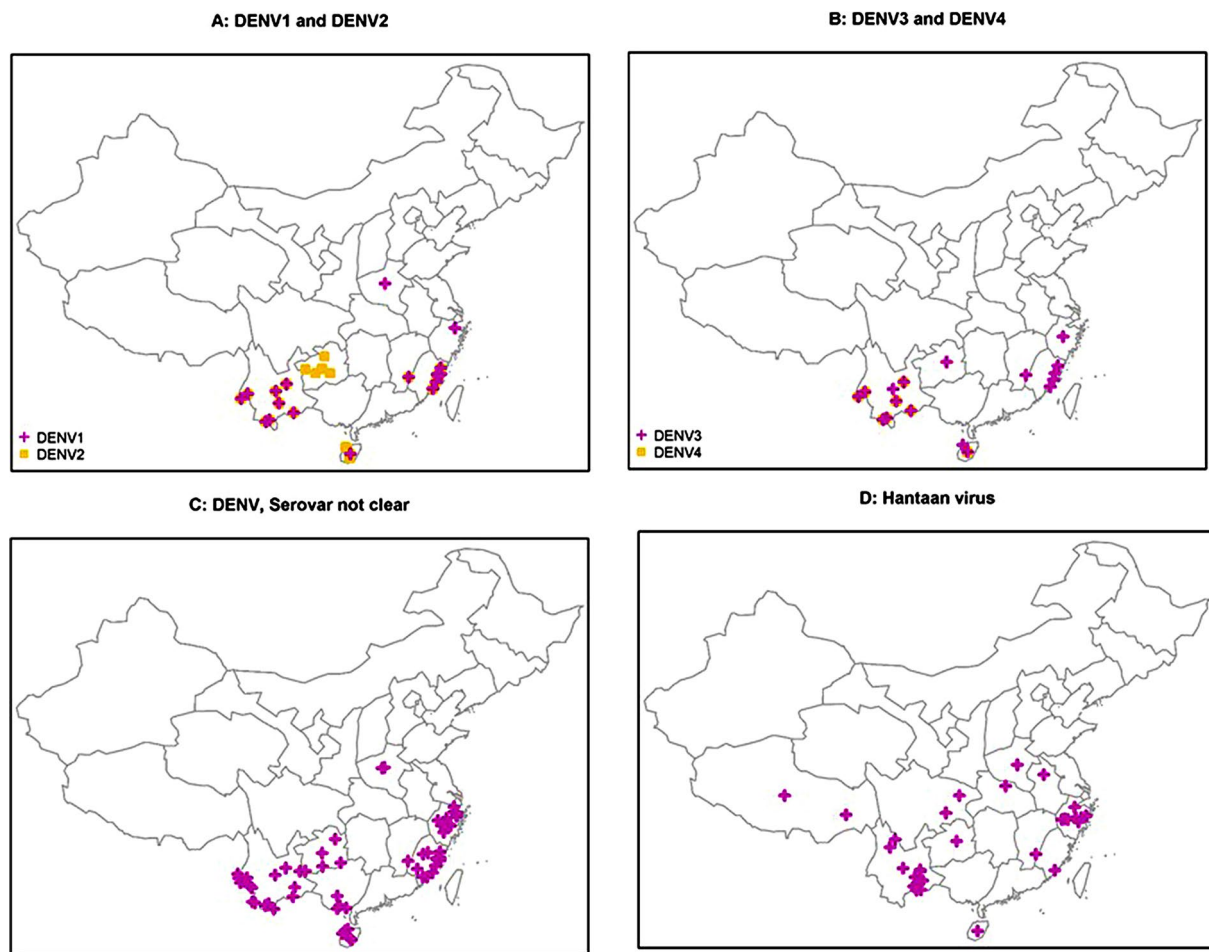 A: DENV1 and DENV2
B: DENV3 and DENV4
DENV1
DENV2
DENV3
DENV4
C: DENV, Serovar not clear
D: Hantaan virus